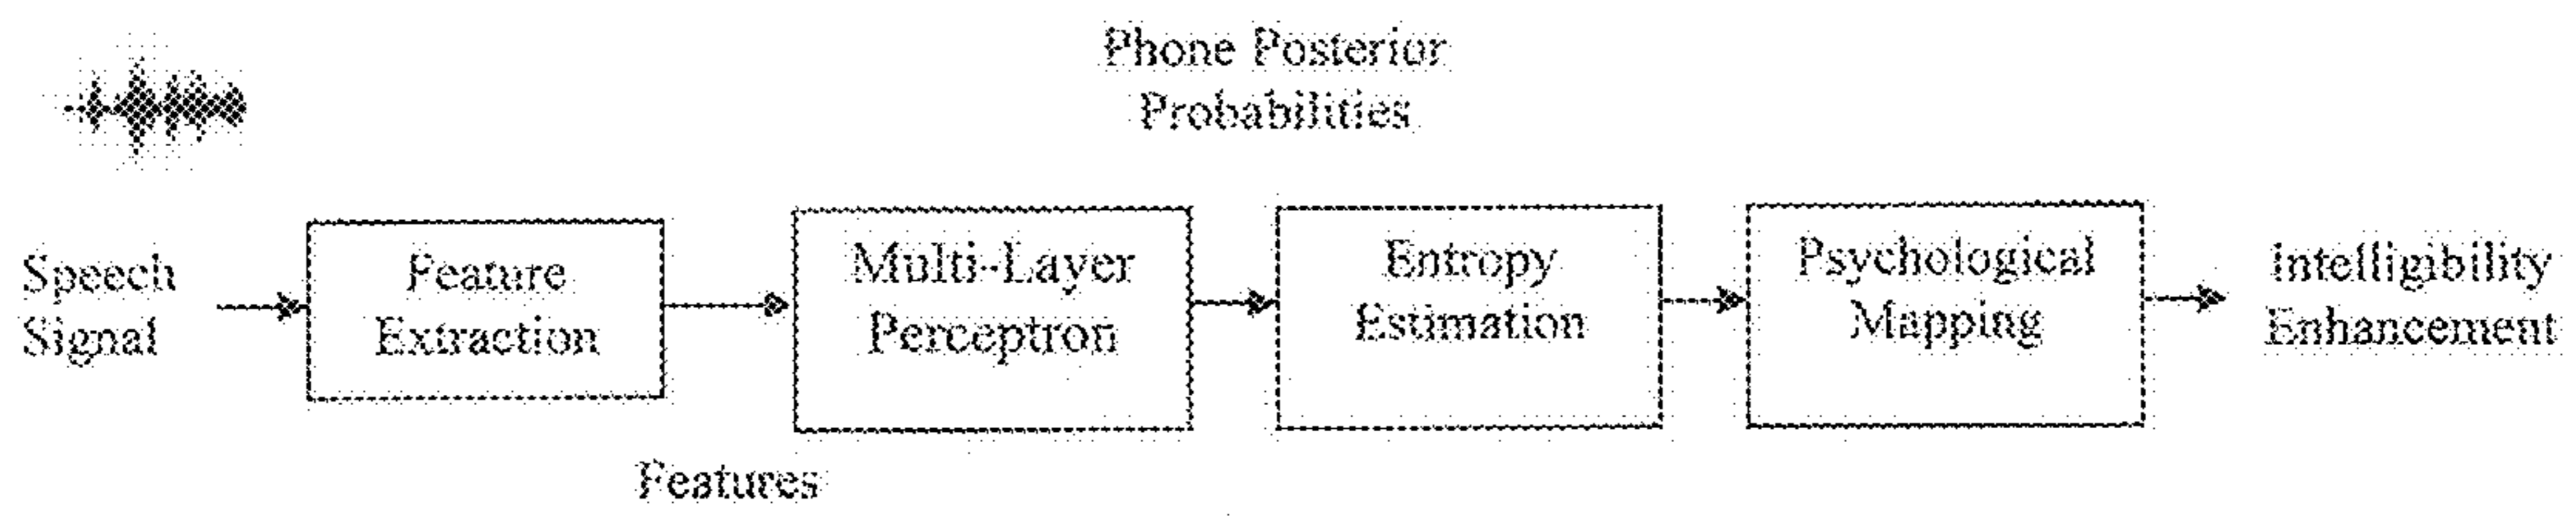 Phone Posterior
Probabilities
Speech
Signal
Feature
Extraction
Multi-Layer
Perceptron
Entropy
Estimation
Psychological
Mapping
Intelligibility
Enhancement
Features